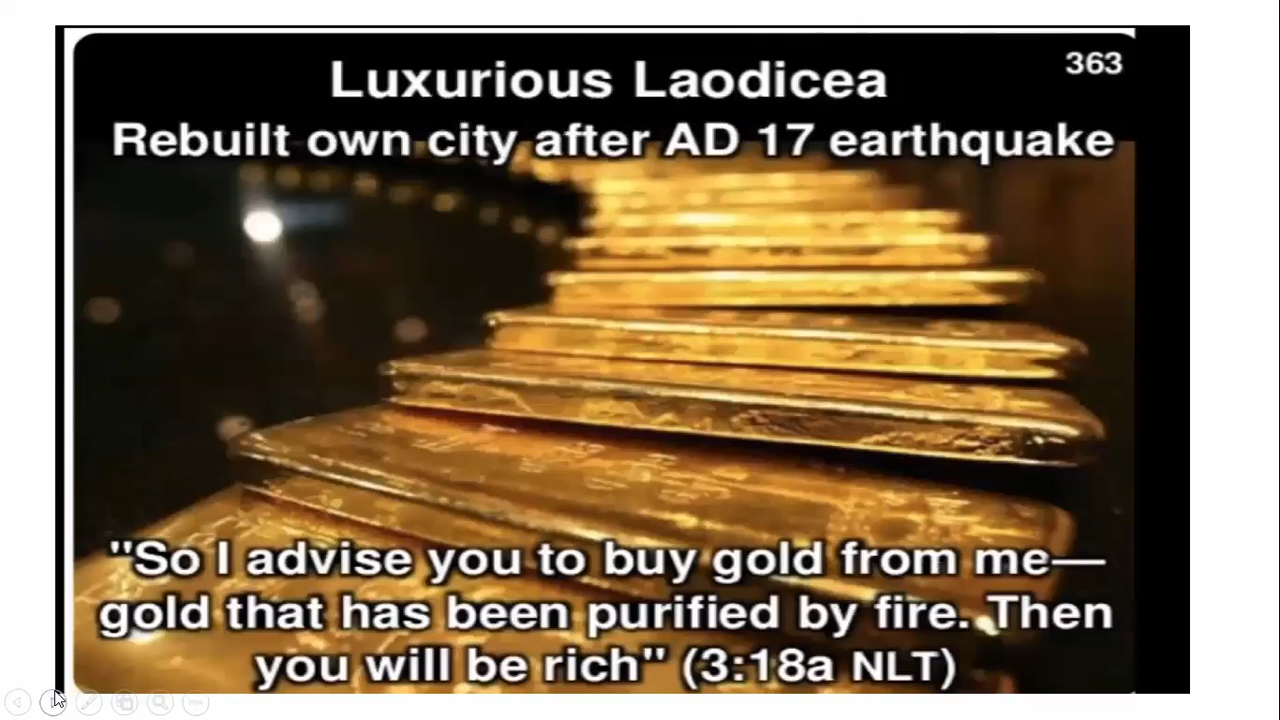 363
Luxurious Laodicea
Rebuilt own city after AD 17 earthquake
"So I advise you to buy gold from me—
gold that has been purified by fire. Then
you will be rich" (3:18a NLT)